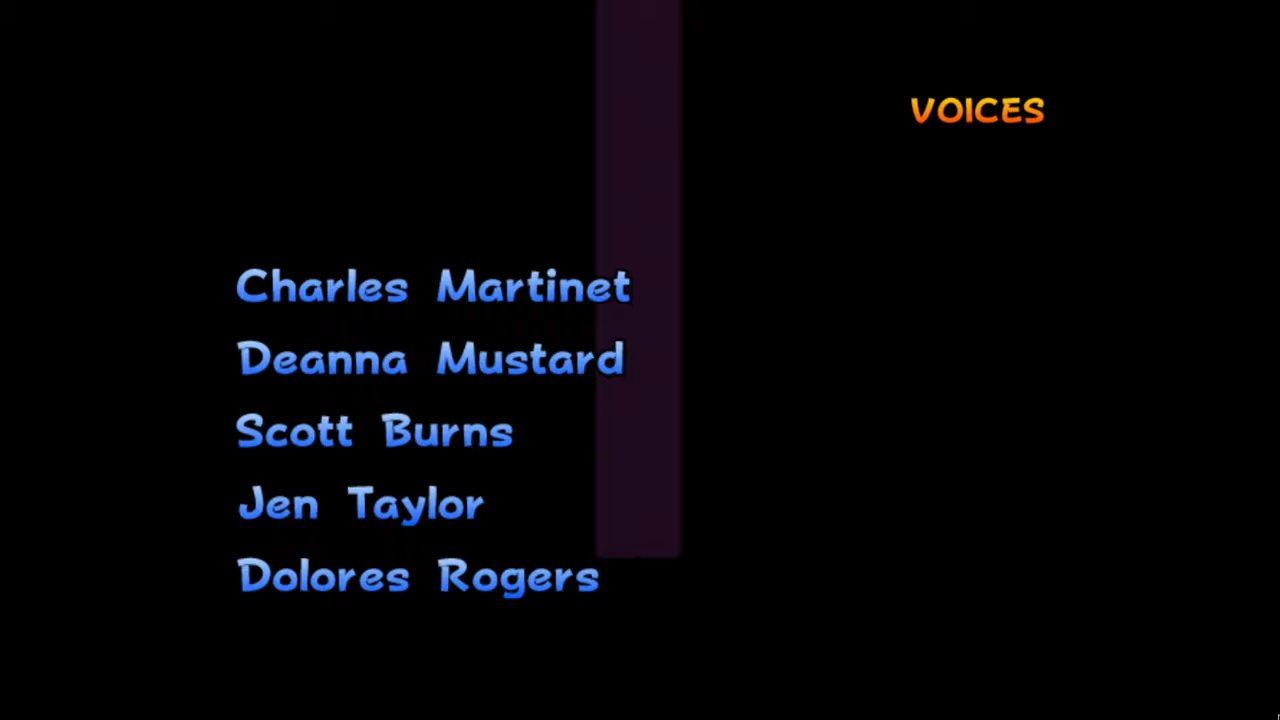 VOICES
Charles Martinet
Deanna Mustard
Scott Burns
Jen Taylor
Dolores Rogers